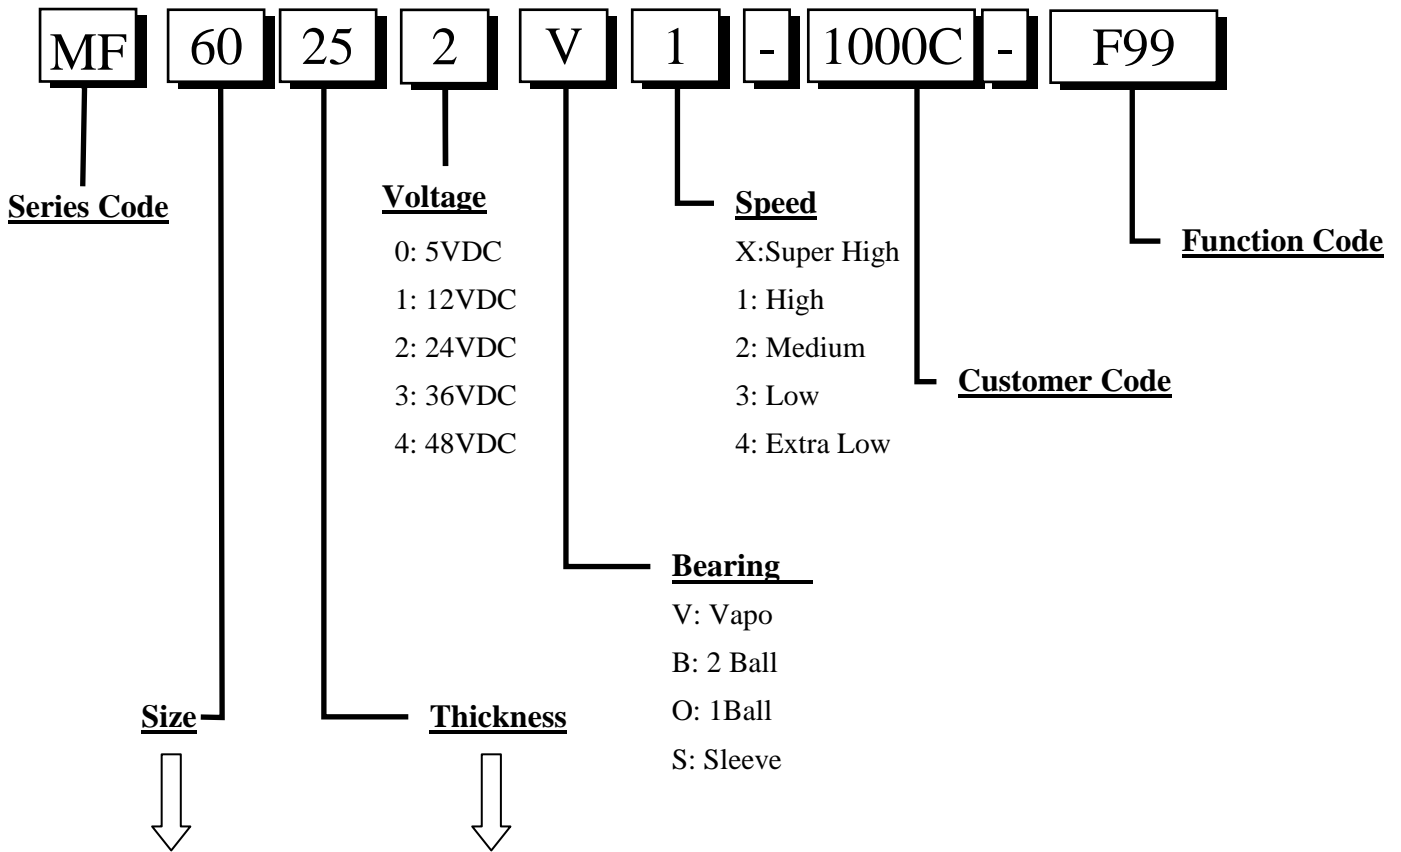 MF 60 25 2 V 1 - 1000C - F99
Series Code
Voltage
0: 5VDC
1: 12VDC
2: 24VDC
3: 36VDC
4: 48VDC
Speed
X:Super High
1: High
2: Medium
3: Low
4: Extra Low
Function Code
Customer Code
Bearing
V: Vapo
B: 2 Ball
O: 1Ball
S: Sleeve
Size
Thickness